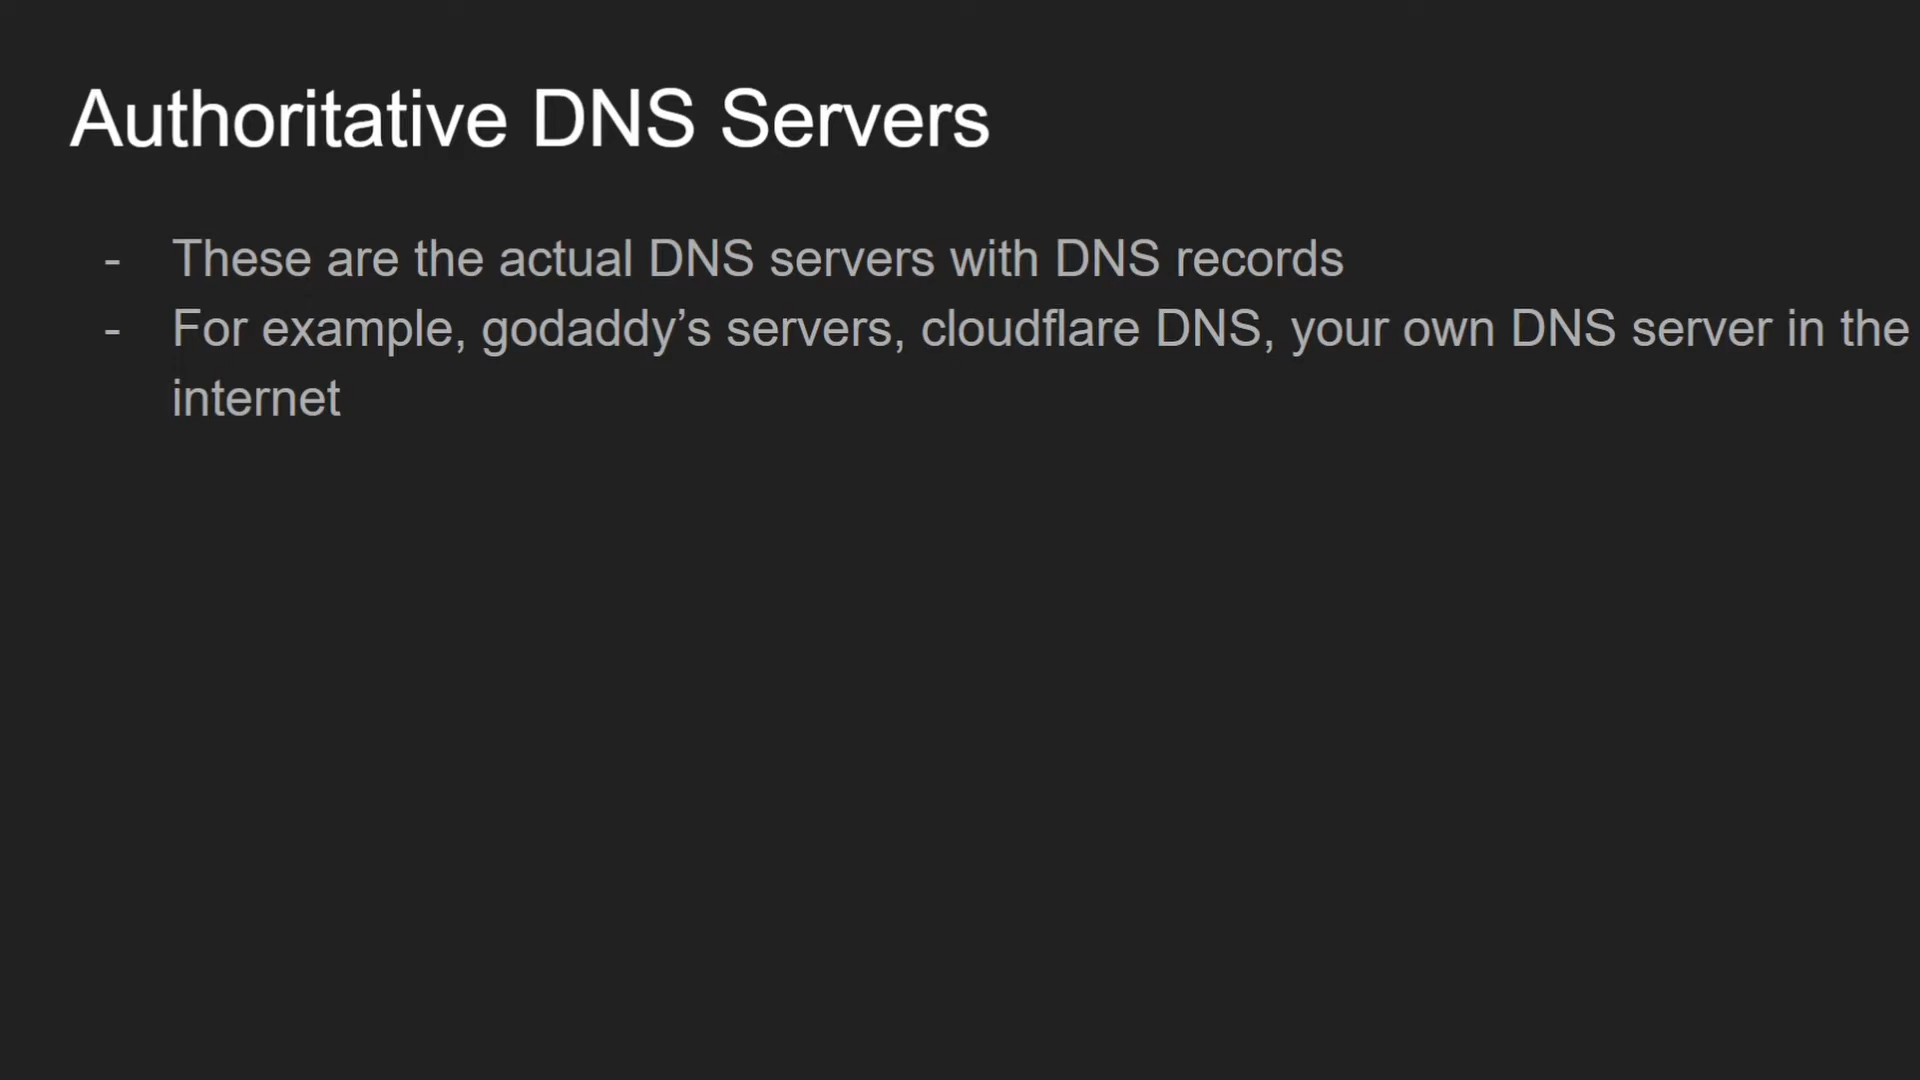 Authoritative DNS Servers
- These are the actual DNS servers with DNS records
- For example, godaddy’s servers, cloudflare DNS, your own DNS server in the
internet